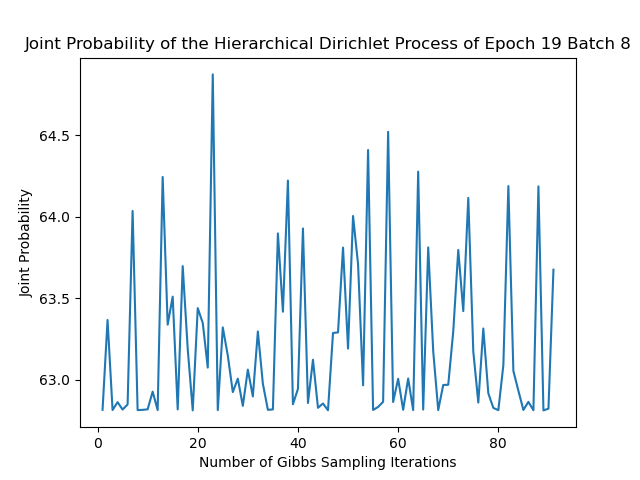 Joint Probability of the Hierarchical Dirichlet Process of Epoch 19 Batch 8
64.5
64.0
63.5
63.0
Joint Probability
0 20 40 60 80
Number of Gibbs Sampling Iterations